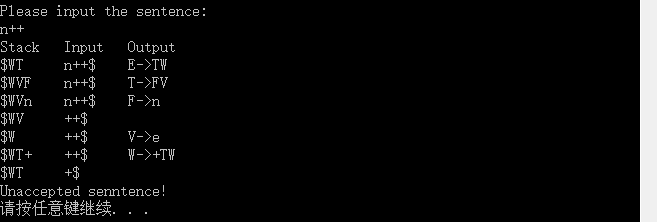 Please input the sentence:
n++
Stack Input Output
$WT n++$ E->TW
$WVF n++$ T->FV
$WVn n++$ F->n
$WV ++$
$W ++$ V->e
$WT+ ++$ W->+TW
$WT +$
Unaccepted senntence!
请按任意键继续. . .